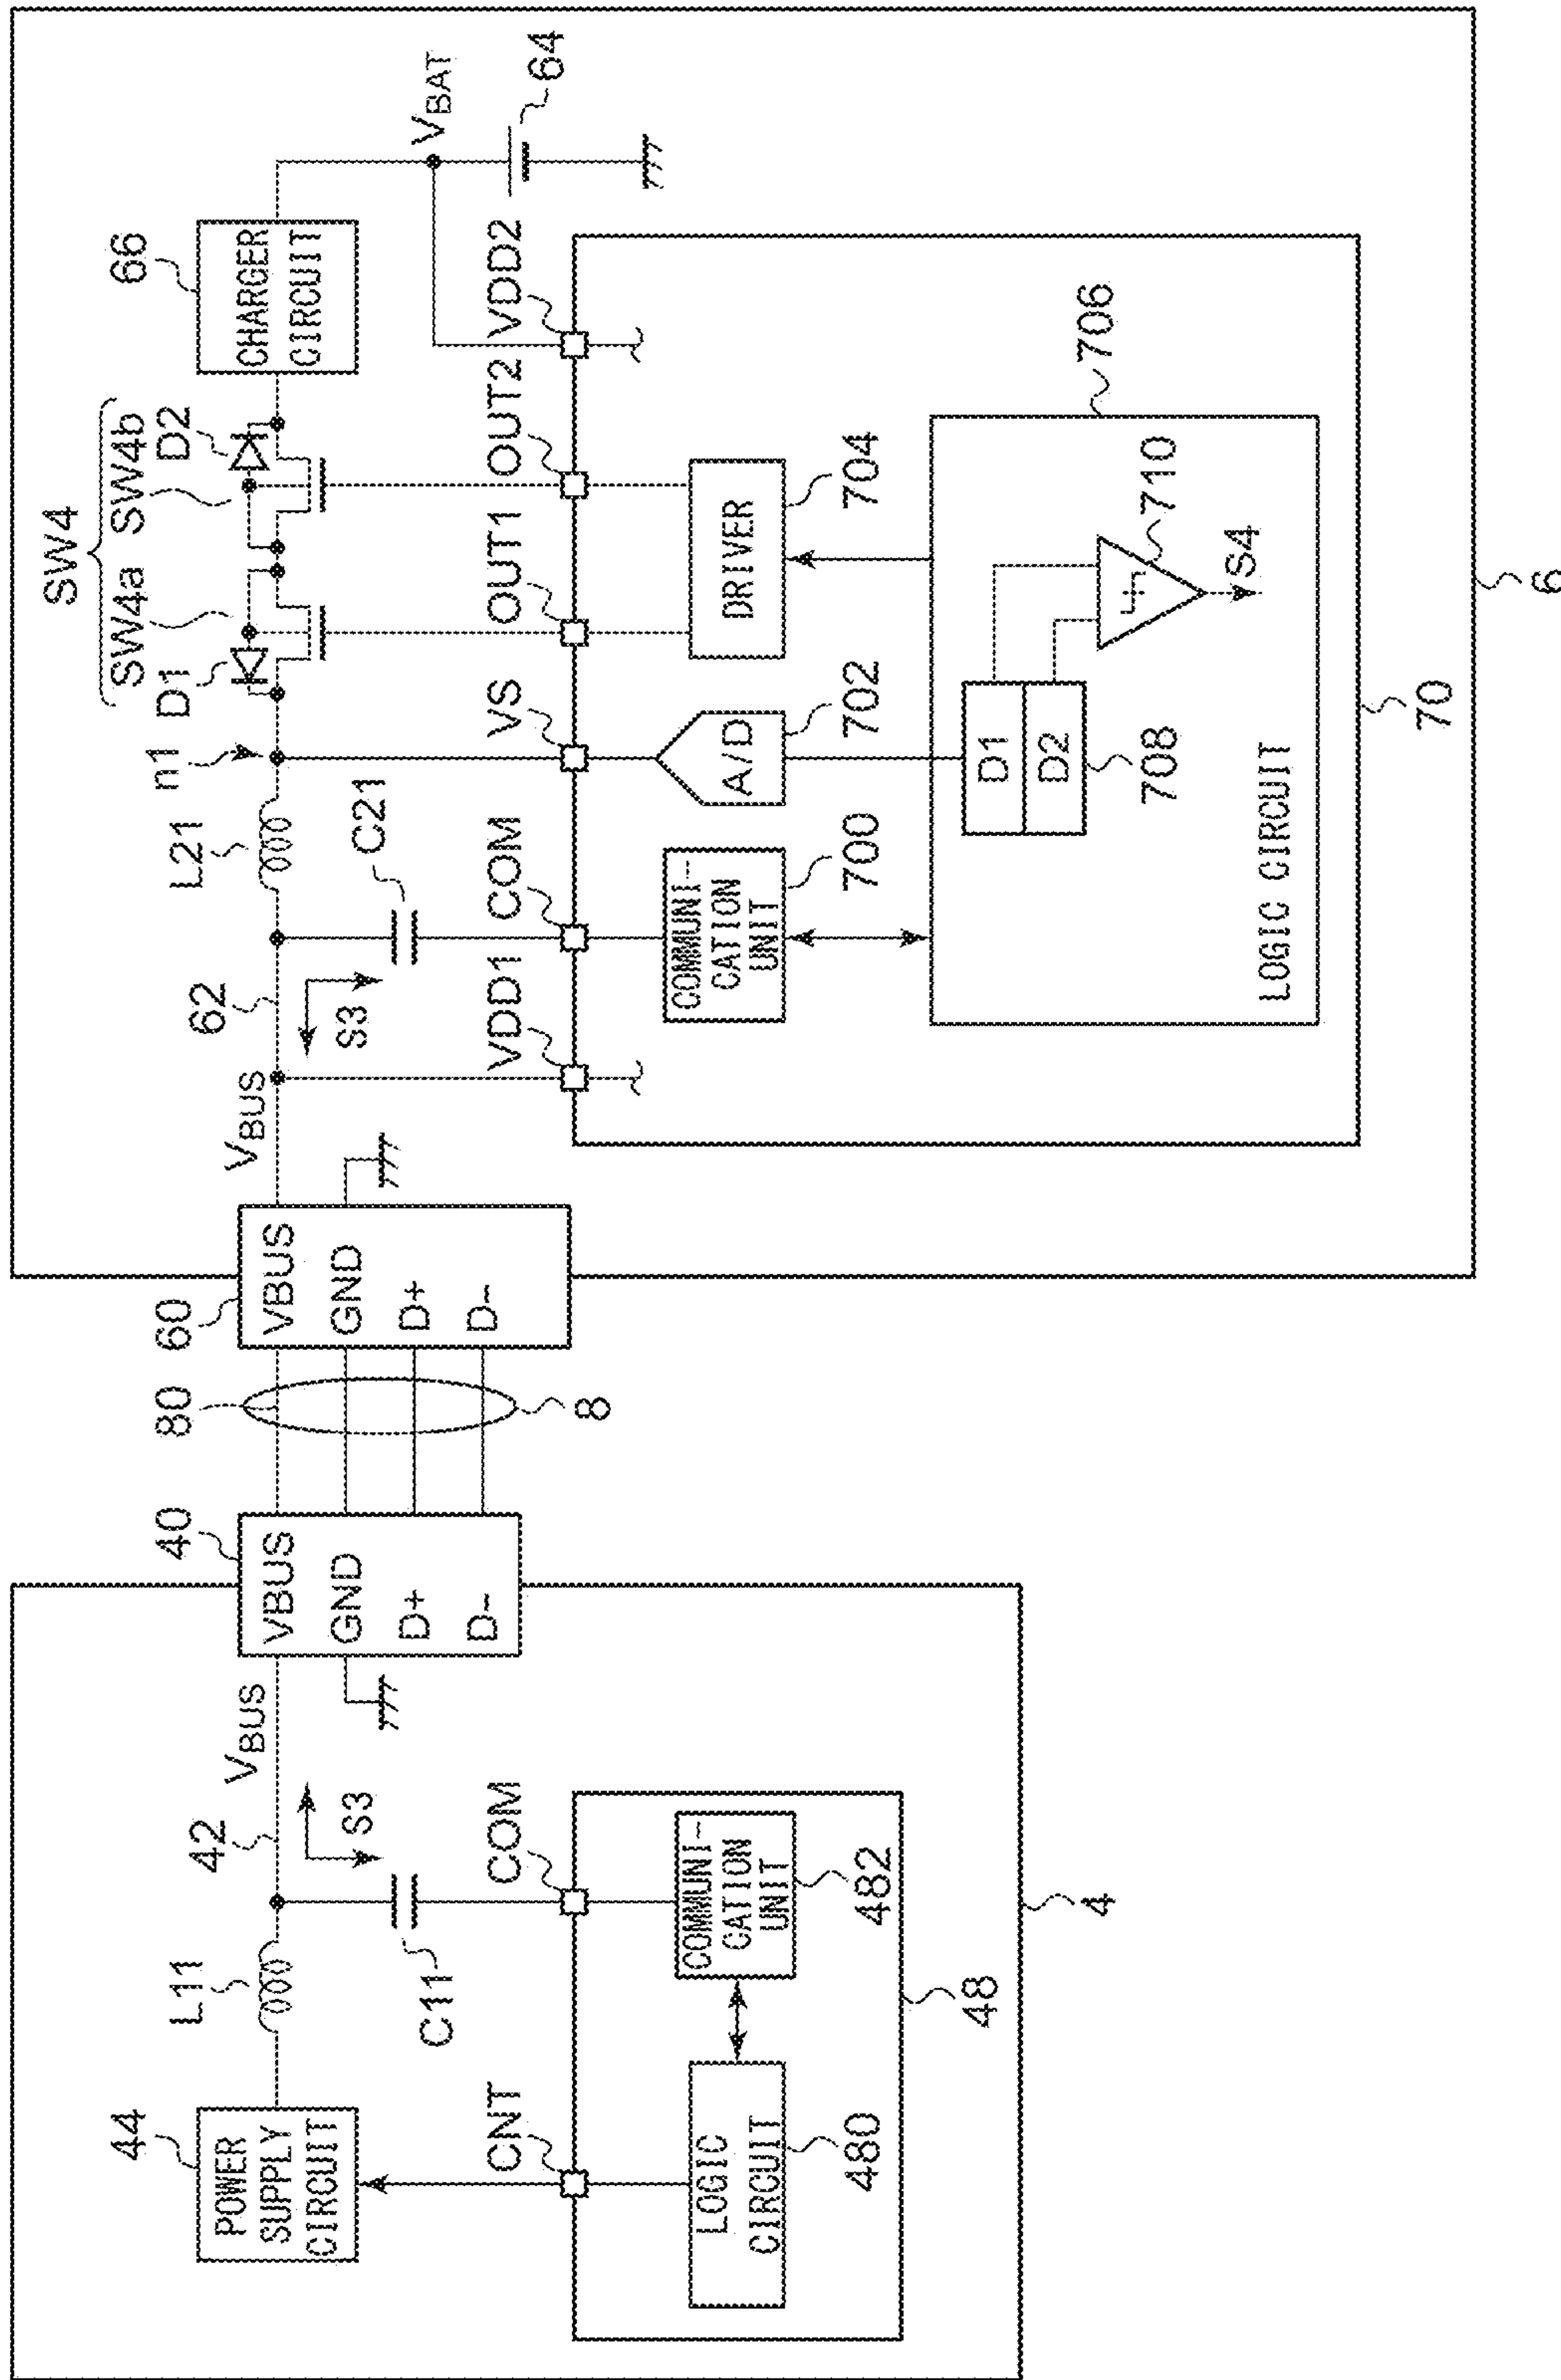 44
POWER
SUPPLY
CIRCUIT
L11
42
VBUS
S3
C11
CNT
COM
LOGIC
CIRCUIT
480
COMMUNI-
CATION
UNIT
482
48
4
40
VBUS
GND
D+
D-
80
8
60
VBUS
GND
D+
D-
VBUS
62
S3
L21
C21
n1
SW4
SW4a
SW4b
D1
D2
66
CHARGER
CIRCUIT
VBAT
64
VDD1
COM
VS
OUT1
OUT2
VDD2
COMMUNI-
CATION
UNIT
700
A/D
702
DRIVER
704
706
D1
D2
708
710
S4
LOGIC CIRCUIT
70
6